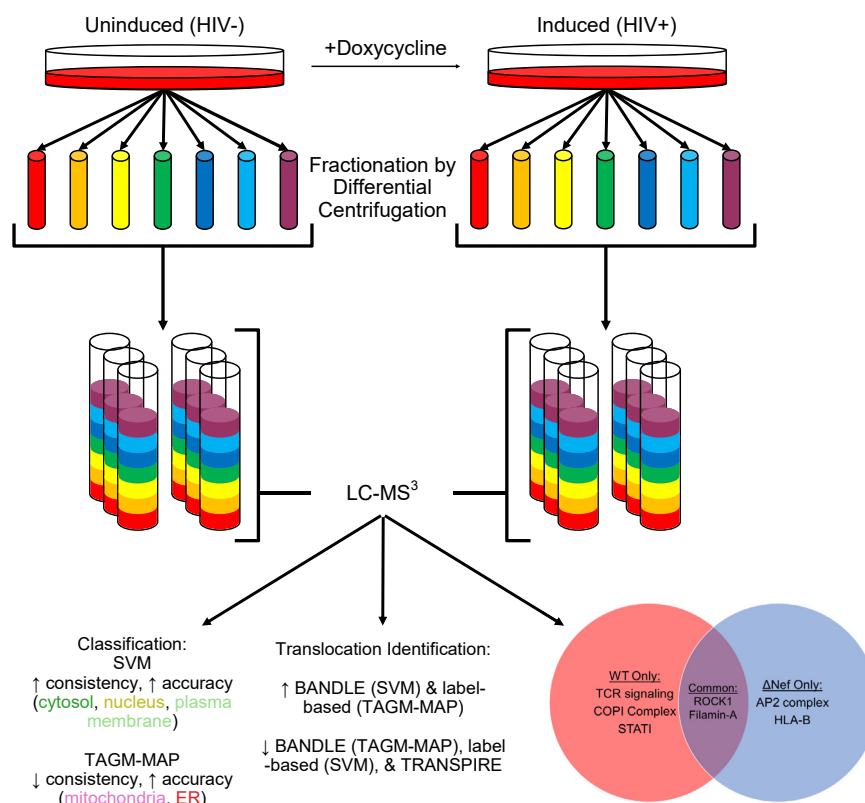 Uninduced (HIV-)
+Doxycycline
Induced (HIV+)
Fractionation by
Differential
Centrifugation
LC-MS³
Classification:
SVM
↑ consistency, ↑ accuracy
(cytosol, nucleus, plasma
membrane)
TAGM-MAP
↓ consistency, ↑ accuracy
(mitochondria, ER)
Translocation Identification:
↑ BANDLE (SVM) & label-
based (TAGM-MAP)
↓ BANDLE (TAGM-MAP), label
-based (SVM), & TRANSPIRE
WT Only:
TCR signaling
COPI Complex
STATI
Common:
ROCK1
Filamin-A
ΔNef Only:
AP2 complex
HLA-B